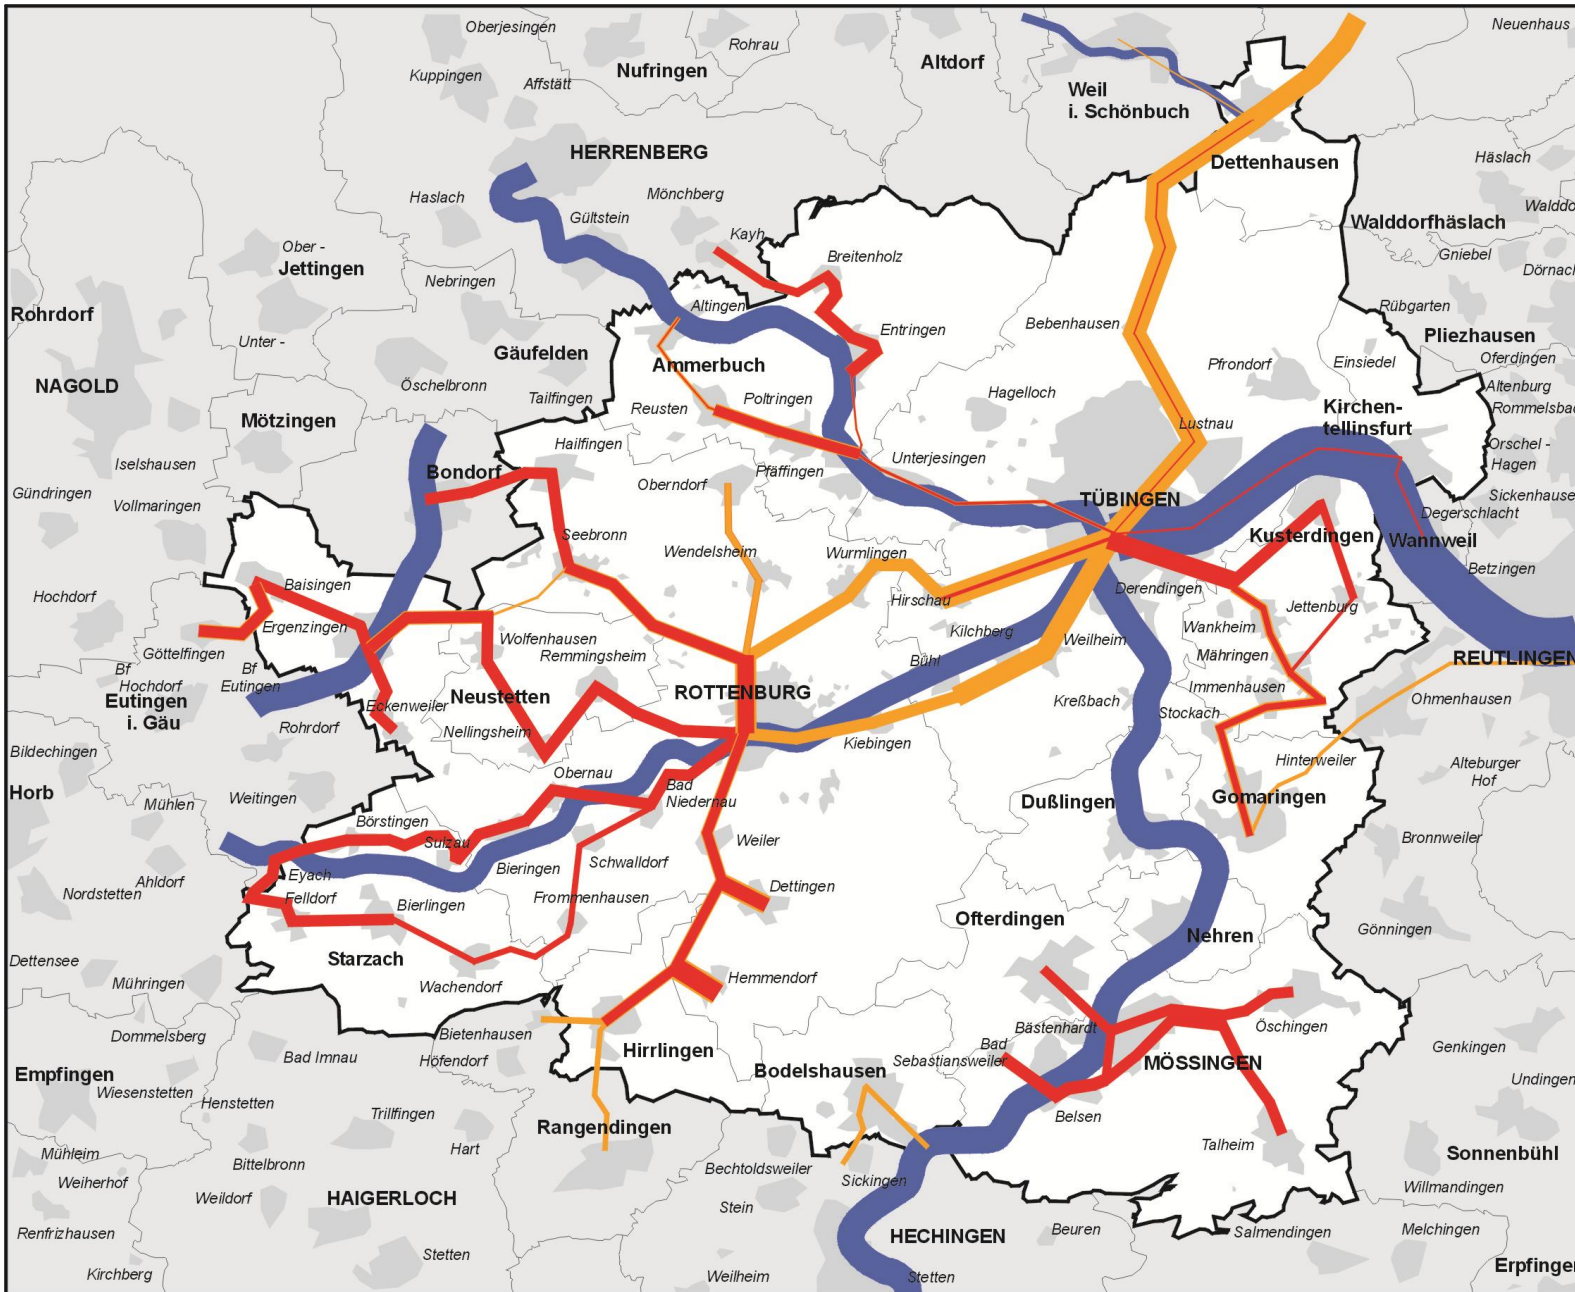 Oberjesingen
Neuenhaus
Rohrau
Altdorf
Nufringen
Kuppingen
Affstätt
Weil
i. Schönbuch
HERRENBERG
Dettenhausen
Häslach
Haslach
Mönchberg
Walddo
Gültstein
Walddorfhäslach
Kayh
Ober -
Jettingen
Breitenholz
Gniebel
Dörnach
Nebringen
Altingen
Rübgarten
Rohrdorf
Entringen
Bebenhausen
Pliezhausen
Unter -
Gäufelden
Ammerbuch
Pfrondorf
Einsiedel
Oferdingen
NAGOLD
Öschelbronn
Hagelloch
Altenburg
Tailfingen
Reusten
Poltringen
Kirchen-
tellinsfurt
Rommelsbac
Mötzingen
Lustnau
Hailfingen
Orschel -
Hagen
Iselshausen
Bondorf
Pfäffingen
Unterjesingen
Oberndorf
Gündringen
TÜBINGEN
Sickenhause
Vollmaringen
Degerschlacht
Seebronn
Kusterdingen
Wannweil
Wendelsheim
Wurmlingen
Betzingen
Baisingen
Derendingen
Hochdorf
Hirschau
Jettenburg
Ergenzingen
Wankheim
Kilchberg
Wolfenhausen
Weilheim
Göttelfingen
Remmingsheim
Mähringen
REUTLINGEN
Bühl
Bf
Hochdorf
Bf
Eutingen
Immenhausen
ROTTENBURG
Neustetten
Eutingen
i. Gäu
Kreßbach
Ohmenhausen
Eckenweiler
Stockach
Rohrdorf
Nellingsheim
Kiebingen
Bildechingen
Hinterweiler
Alteburger
Hof
Obernau
Horb
Bad
Niedernau
Weitingen
Mühlen
Dußlingen
Gomaringen
Börstingen
Sulzau
Weiler
Bronnweiler
Bieringen
Schwalldorf
Eyach
Ahldorf
Dettingen
Nordstetten
Felldorf
Bierlingen
Frommenhausen
Ofterdingen
Gönningen
Nehren
Dettensee
Starzach
Hemmendorf
Mühringen
Wachendorf
Bästenhardt
Öschingen
Dommelsberg
Bietenhausen
Bad
Sebastiansweiler
Genkingen
Hirrlingen
Bad Imnau
Höfendorf
MÖSSINGEN
Bodelshausen
Empfingen
Undingen
Wiesenstetten
Henstetten
Trillfingen
Belsen
Rangendingen
Talheim
Hart
Mühleim
Sonnenbühl
Bittelbronn
Bechtoldsweiler
Weiherhof
Sickingen
Willmandingen
Weildorf
HAIGERLOCH
Stein
Renfrizhausen
HECHINGEN
Beuren
Salmendingen
Melchingen
Stetten
Erpfingen
Kirchberg
Weilheim
Stetten